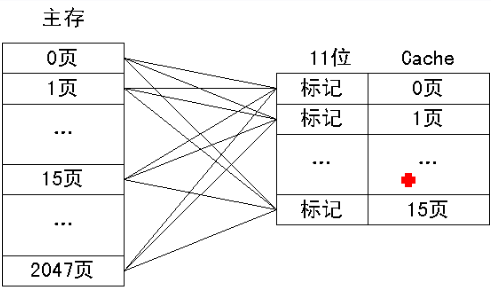 主存
0页
1页
…
15页
…
2047页
11位 Cache
标记 0页
标记 1页
… …
标记 15页